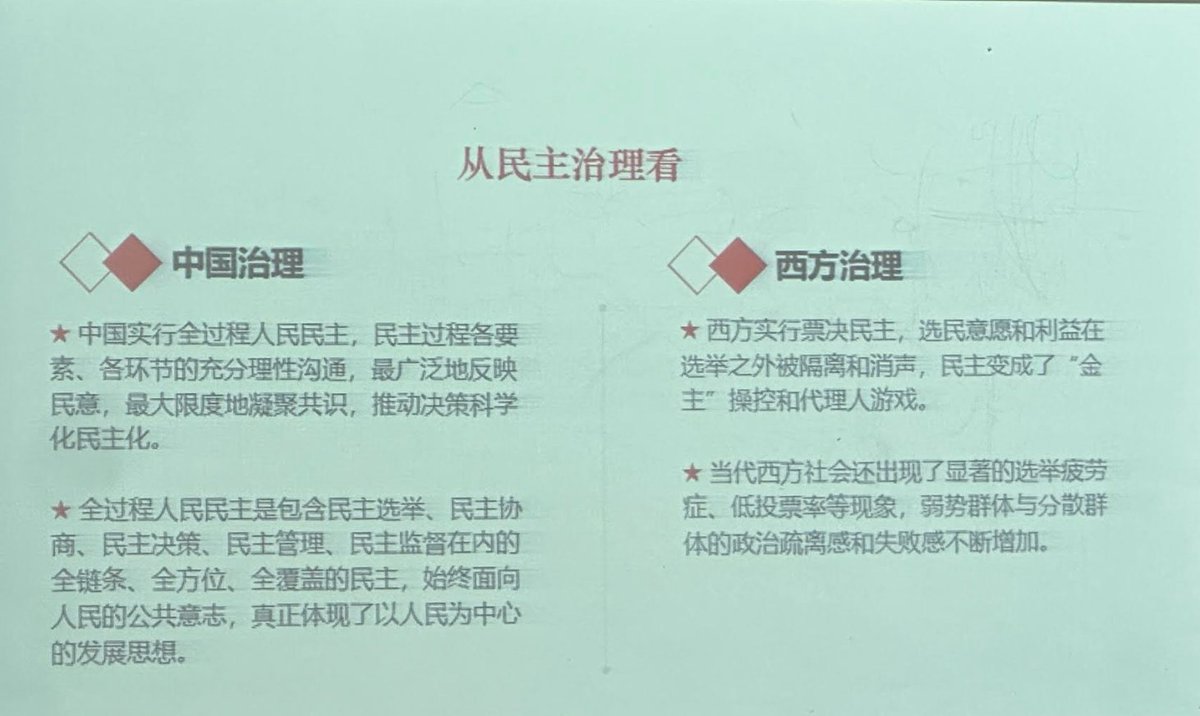 从民主治理看
中国治理
★ 中国实行全过程人民民主，民主过程各要
素、各环节的充分理性沟通，最广泛地反映
民意，最大限度地凝聚共识，推动决策科学
化民主化。
★ 全过程人民民主是包含民主选举、民主协
商、民主决策、民主管理、民主监督在内的
全链条、全方位、全覆盖的民主，始终面向
人民的公共意志，真正体现了以人民为中心
的发展思想。
西方治理
★ 西方实行票决民主，选民意愿和利益在
选举之外被隔离和消声，民主变成了“金
主”操控和代理人游戏。
★ 当代西方社会还出现了显著的选举疲劳
症、低投票率等现象，弱势群体与分散群
体的政治疏离感和失败感不断增加。